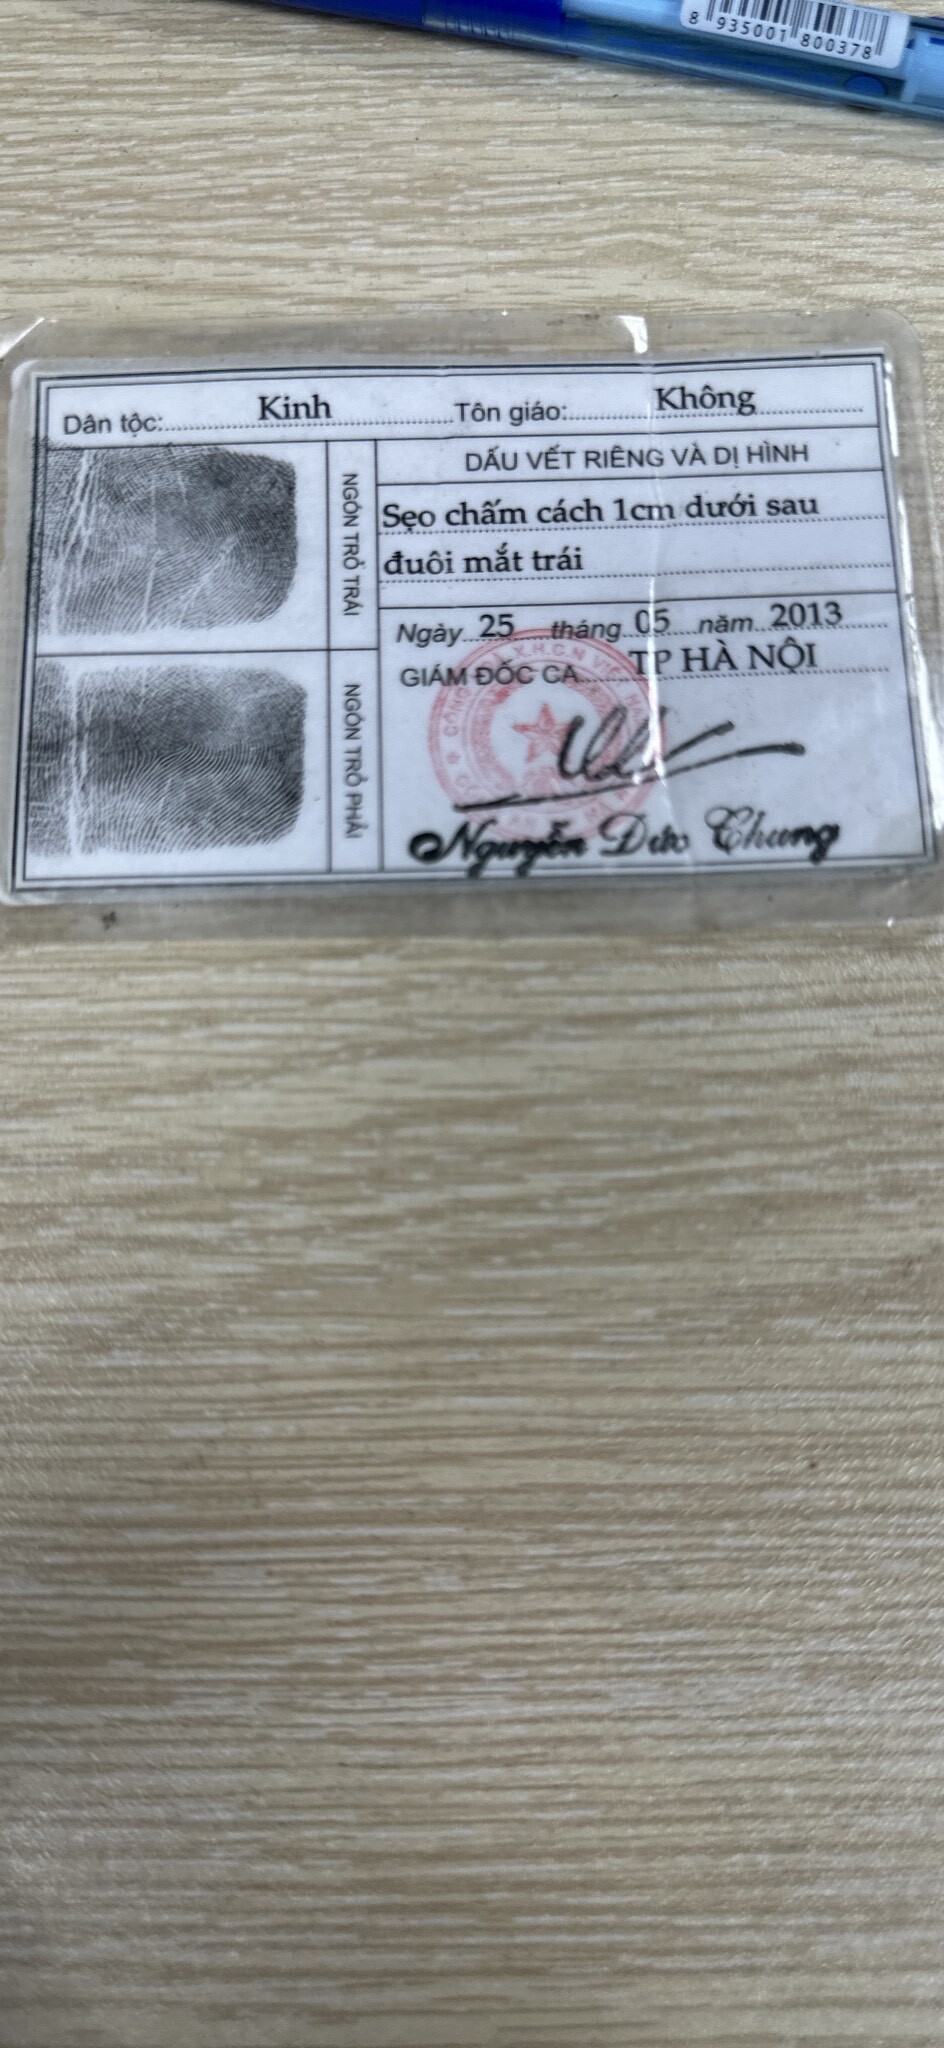 8 935001 800378
Dân tộc: Kinh Tôn giáo: Không
NGÓN TRỎ TRÁI
DẤU VẾT RIÊNG VÀ DỊ HÌNH
Sẹo chấm cách 1cm dưới sau
đuôi mắt trái
Ngày 25 tháng 05 năm 2013
GIÁM ĐỐC CA TP HÀ NỘI
NGÓN TRỎ PHẢI
X.H.C.N
Nguyễn Đức Chung